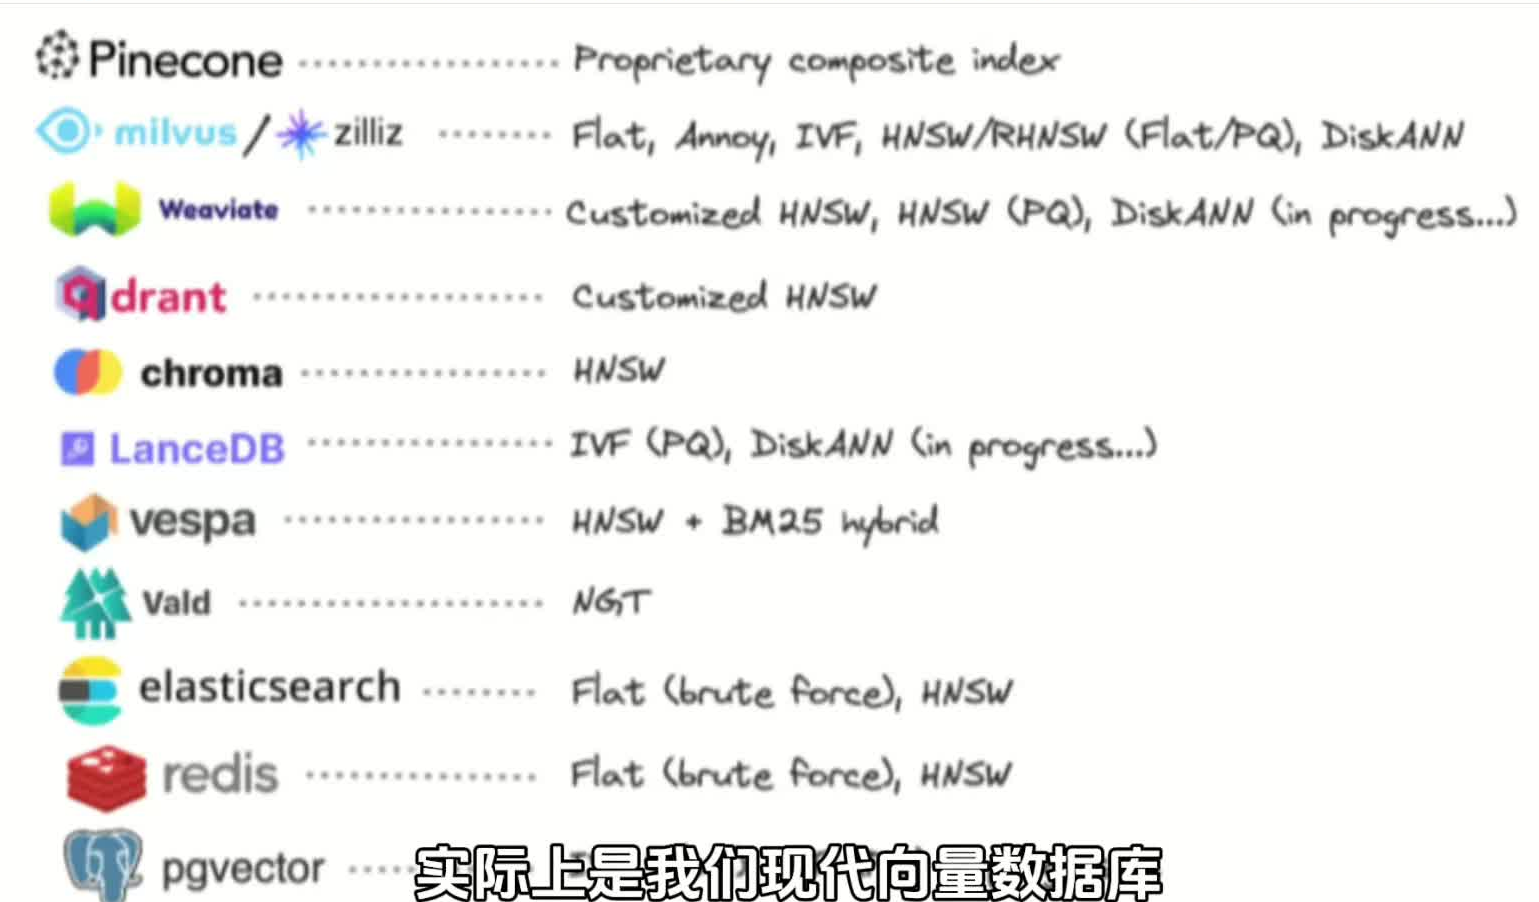 Pinecone ................. Proprietary composite index
milvus / zilliz ........ Flat, Annoy, IVF, HNSW/RHNSW (Flat/PQ), DiskANN
Weaviate ................. Customized HNSW, HNSW (PQ), DiskANN (in progress...)
qdrant .................... Customized HNSW
chroma ................. HNSW
LanceDB ................. IVF (PQ), DiskANN (in progress...)
vespa .................. HNSW + BM25 hybrid
Vald ..................... NGT
elasticsearch ........ Flat (brute force), HNSW
redis ................ Flat (brute force), HNSW
pgvector ....
实际上是我们现代向量数据库